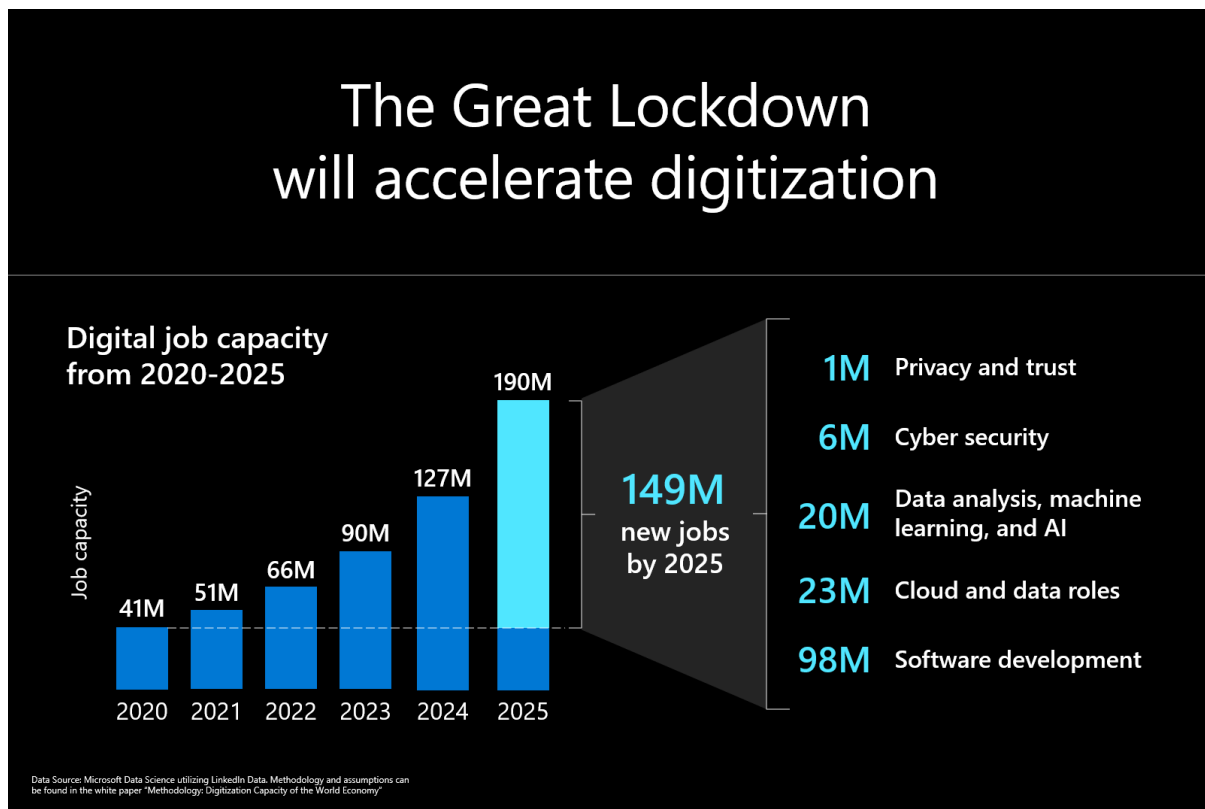 The Great Lockdown
will accelerate digitization
Digital job capacity
from 2020-2025
Job capacity
41M
51M
66M
90M
127M
190M
2020
2021
2022
2023
2024
2025
149M
new jobs
by 2025
1M Privacy and trust
6M Cyber security
20M Data analysis, machine
learning, and AI
23M Cloud and data roles
98M Software development
Data Source: Microsoft Data Science utilizing LinkedIn Data. Methodology and assumptions can
be found in the white paper “Methodology: Digitization Capacity of the World Economy”